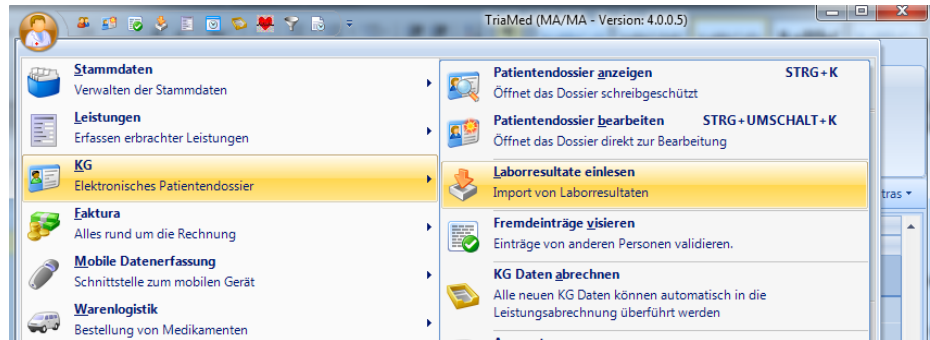 TriaMed (MA/MA - Version: 4.0.0.5)
Stammdaten
Verwalten der Stammdaten
Leistungen
Erfassen erbrachter Leistungen
KG
Elektronisches Patientendossier
Faktura
Alles rund um die Rechnung
Mobile Datenerfassung
Schnittstelle zum mobilen Gerät
Warenlogistik
Bestellung von Medikamenten
Patientendossier anzeigen STRG+K
Öffnet das Dossier schreibgeschützt
Patientendossier bearbeiten STRG+UMSCHALT+K
Öffnet das Dossier direkt zur Bearbeitung
Laborresultate einlesen
Import von Laborresultaten
Fremdeinträge visieren
Einträge von anderen Personen validieren.
KG Daten abrechnen
Alle neuen KG Daten können automatisch in die
Leistungsabrechnung überführt werden
tras